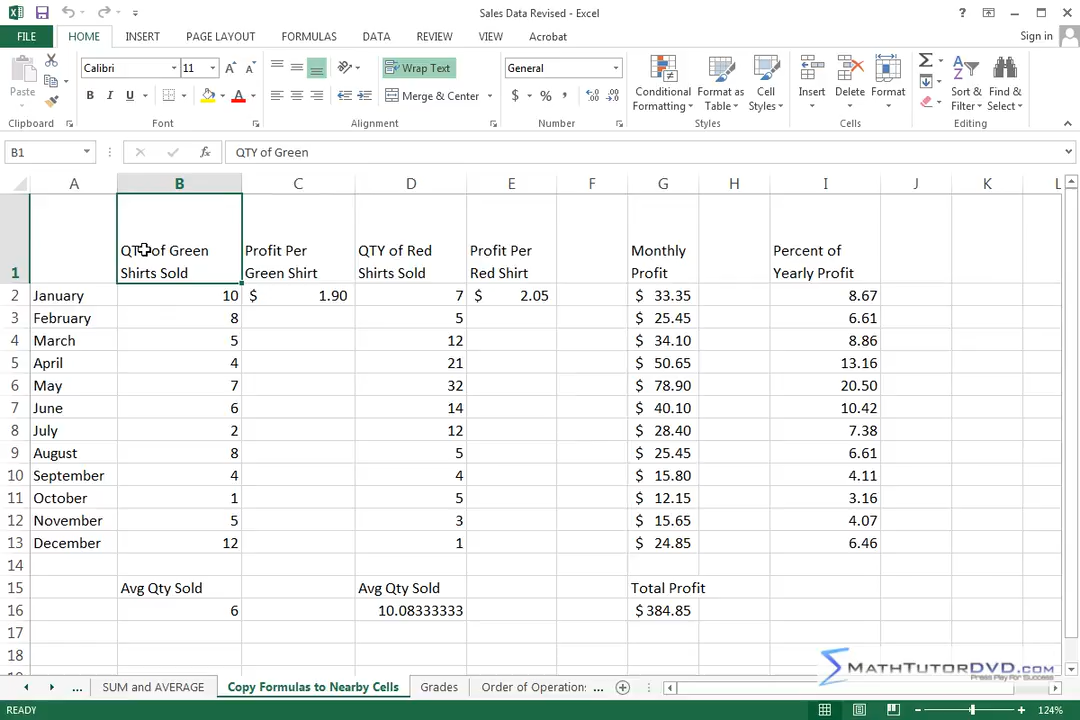 Sales Data Revised - Excel
? 
FILE HOME INSERT PAGE LAYOUT FORMULAS DATA REVIEW VIEW Acrobat Sign in
Paste
Calibri 11 A A
B I U A
Wrap Text
Merge & Center
General
$ % ,
Conditional Formatting
Format as Table
Cell Styles
Insert Delete Format
Sort & Filter
Find & Select
Clipboard Font Alignment Number Styles Cells Editing
B1 fx QTY of Green
A B C D E F G H I J K L
1 QTY of Green Shirts Sold Profit Per Green Shirt QTY of Red Shirts Sold Profit Per Red Shirt Monthly Profit Percent of Yearly Profit
2 January 10 $ 1.90 7 $ 2.05 $ 33.35 8.67
3 February 8 5 $ 25.45 6.61
4 March 5 12 $ 34.10 8.86
5 April 4 21 $ 50.65 13.16
6 May 7 32 $ 78.90 20.50
7 June 6 14 $ 40.10 10.42
8 July 2 12 $ 28.40 7.38
9 August 8 5 $ 25.45 6.61
10 September 4 4 $ 15.80 4.11
11 October 1 5 $ 12.15 3.16
12 November 5 3 $ 15.65 4.07
13 December 12 1 $ 24.85 6.46
14
15 Avg Qty Sold Avg Qty Sold Total Profit
16 6 10.08333333 $ 384.85
17
18
MATHTUTORDVD.COM
Press Play For Success
... SUM and AVERAGE Copy Formulas to Nearby Cells Grades Order of Operation: ...
READY 124%